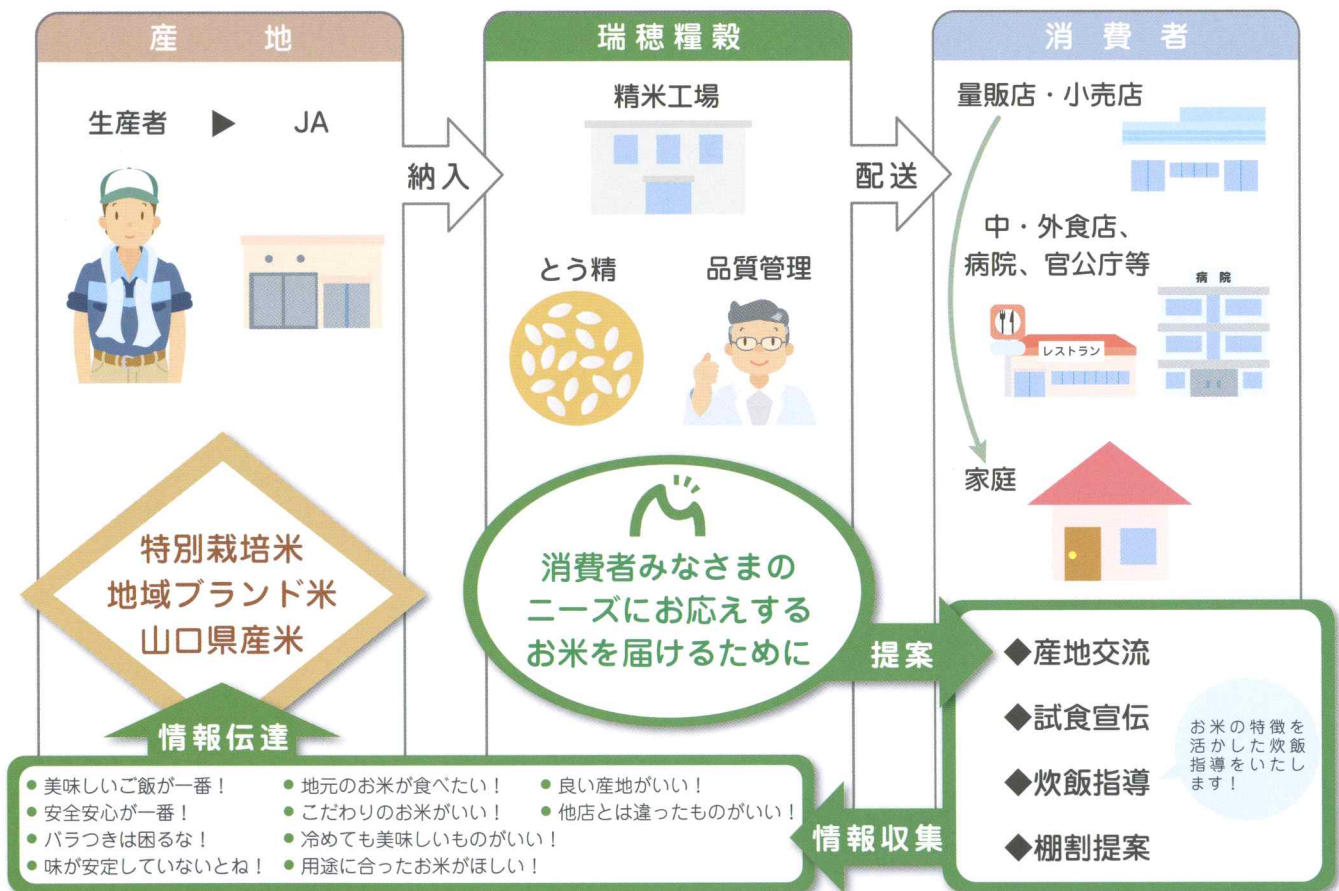 産地
生産者 ▶ JA
納入
瑞穂糧穀
精米工場
とう精
品質管理
配送
消費者
量販店・小売店
中・外食店、
病院、官公庁等
病院
レストラン
家庭
特別栽培米
地域ブランド米
山口県産米
消費者みなさまの
ニーズにお応えする
お米を届けるために
提案
◆産地交流
◆試食宣伝
◆炊飯指導
◆棚割提案
お米の特徴を
活かした炊飯
指導をいたし
ます！
情報収集
情報伝達
● 美味しいご飯が一番！
● 安全安心が一番！
● バラつきは困るな！
● 味が安定していないとね！
● 地元のお米が食べたい！
● こだわりのお米がいい！
● 冷めても美味しいものがいい！
● 用途に合ったお米がほしい！
● 良い産地がいい！
● 他店とは違ったものがいい！